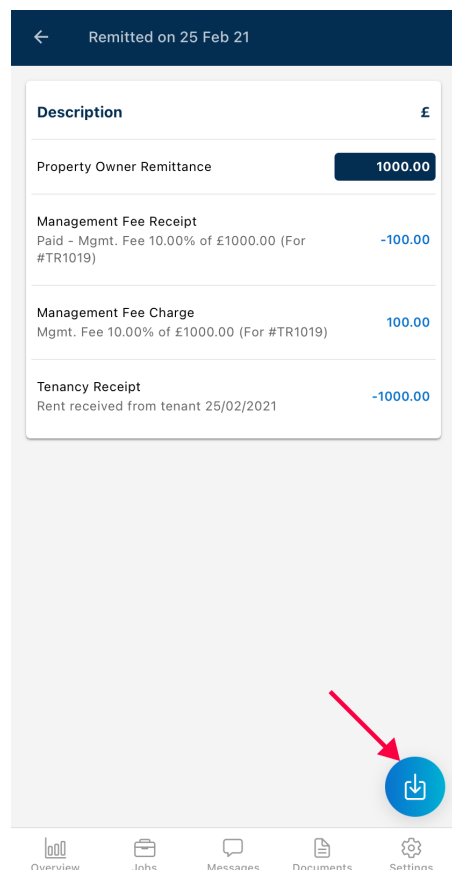 Remitted on 25 Feb 21
Description £
Property Owner Remittance 1000.00
Management Fee Receipt
Paid - Mgmt. Fee 10.00% of £1000.00 (For
#TR1019)
-100.00
Management Fee Charge
Mgmt. Fee 10.00% of £1000.00 (For #TR1019)
100.00
Tenancy Receipt
Rent received from tenant 25/02/2021
-1000.00
Overview Jobs Messages Documents Settings